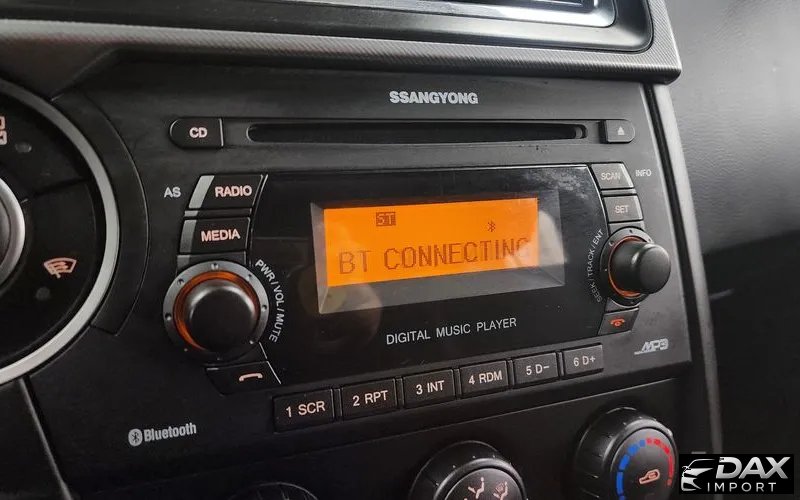 SSANGYONG
CD
AS
RADIO
SCAN
INFO
MEDIA
SET
ST
BT CONNECTING
PWR/VOL/MUTE
SEEK/TRACK/ENT
DIGITAL MUSIC PLAYER
MP3
1 SCR
2 RPT
3 INT
4 RDM
5 D-
6 D+
Bluetooth
DAX
IMPORT